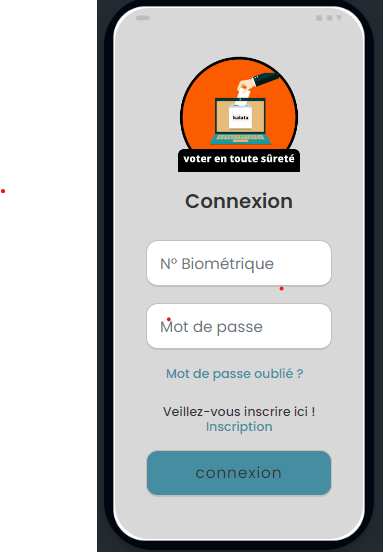 kalata
voter en toute sûreté
Connexion
N° Biométrique
Mot de passe
Mot de passe oublié ?
Veillez-vous inscrire ici !
Inscription
connexion